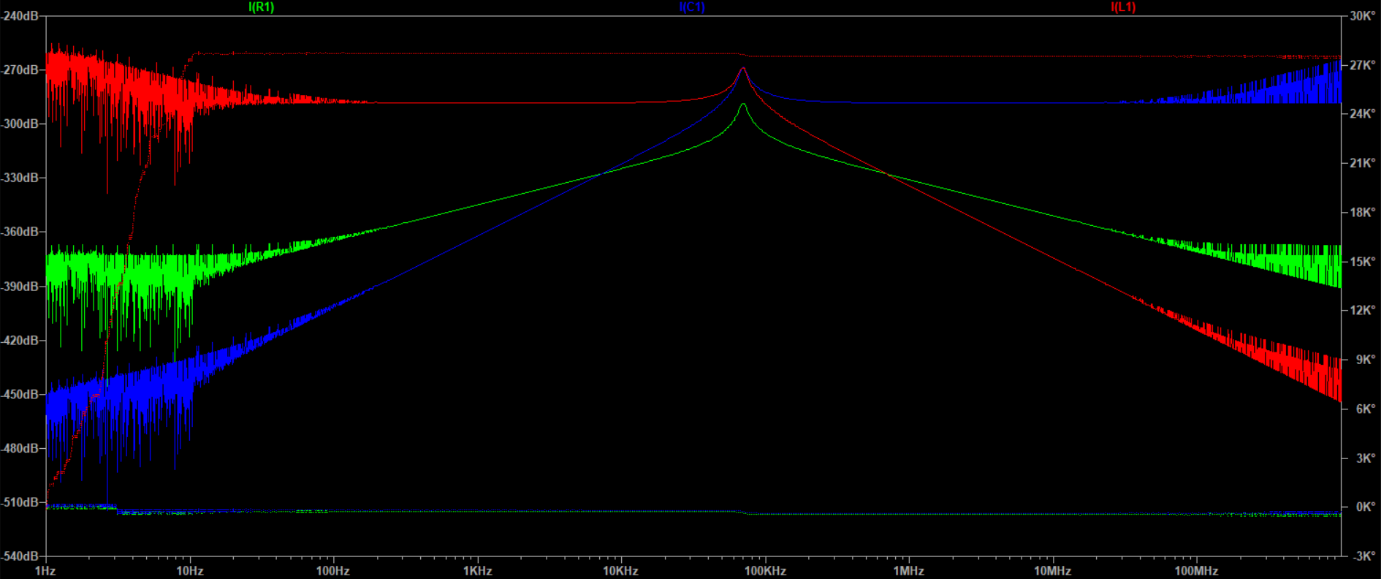 I(R1) I(C1) I(L1)
-240dB 30K°
-270dB 27K°
-300dB 24K°
-330dB 21K°
-360dB 18K°
-390dB 15K°
-420dB 12K°
-450dB 9K°
-480dB 6K°
-510dB 3K°
-540dB 0K°
-3K°
1Hz 10Hz 100Hz 1KHz 10KHz 100KHz 1MHz 10MHz 100MHz